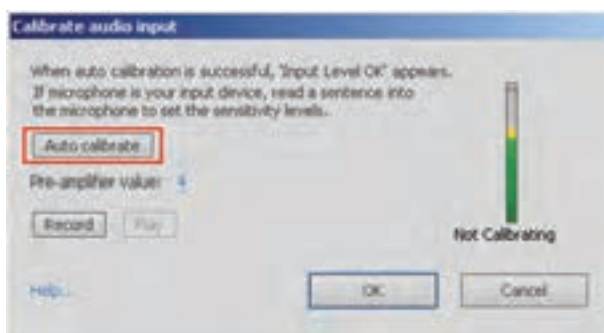 Calibrate audio input
When auto calibration is successful, 'Input Level OK' appears.
If microphone is your input device, read a sentence into
the microphone to set the sensitivity levels.
Auto calibrate
Pre-amplifier value: 4
Record Play
Not Calibrating
Help... OK Cancel